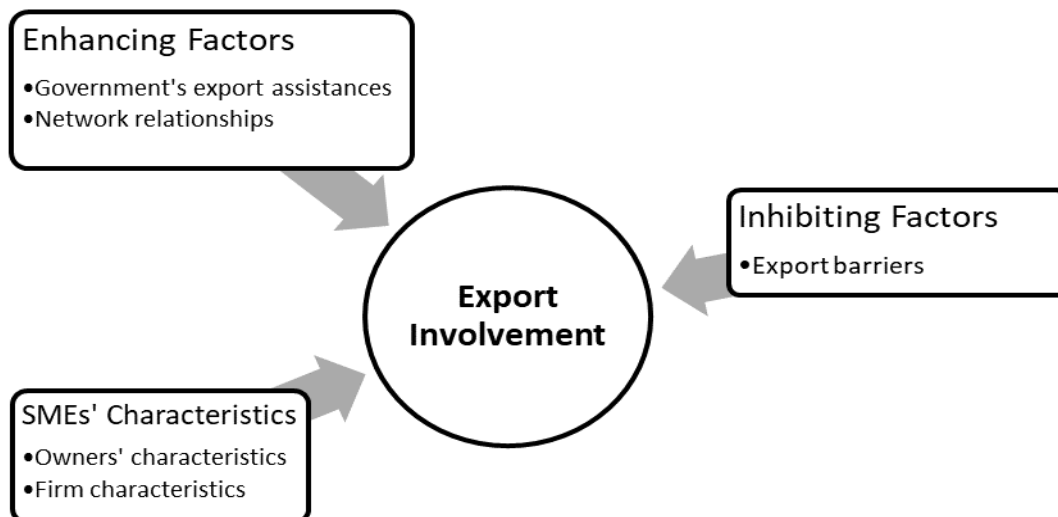 Enhancing Factors
•Government's export assistances
•Network relationships
Inhibiting Factors
•Export barriers
Export
Involvement
SMEs' Characteristics
•Owners' characteristics
•Firm characteristics